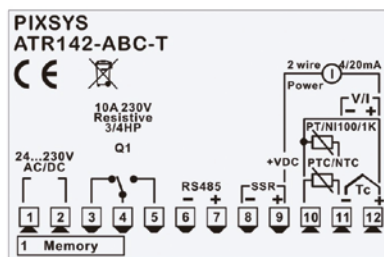 PIXSYS
ATR142-ABC-T
CE
2 wire 4/20mA
I
Power
V/I
- +
10A 230V
Resistive
3/4HP
Q1
PT/NI100/1K
24...230V
AC/DC
+VDC
PTC/NTC
RS485
- +
SSR
- +
Tc
- +
1 2 3 4 5 6 7 8 9 10 11 12
1 Memory